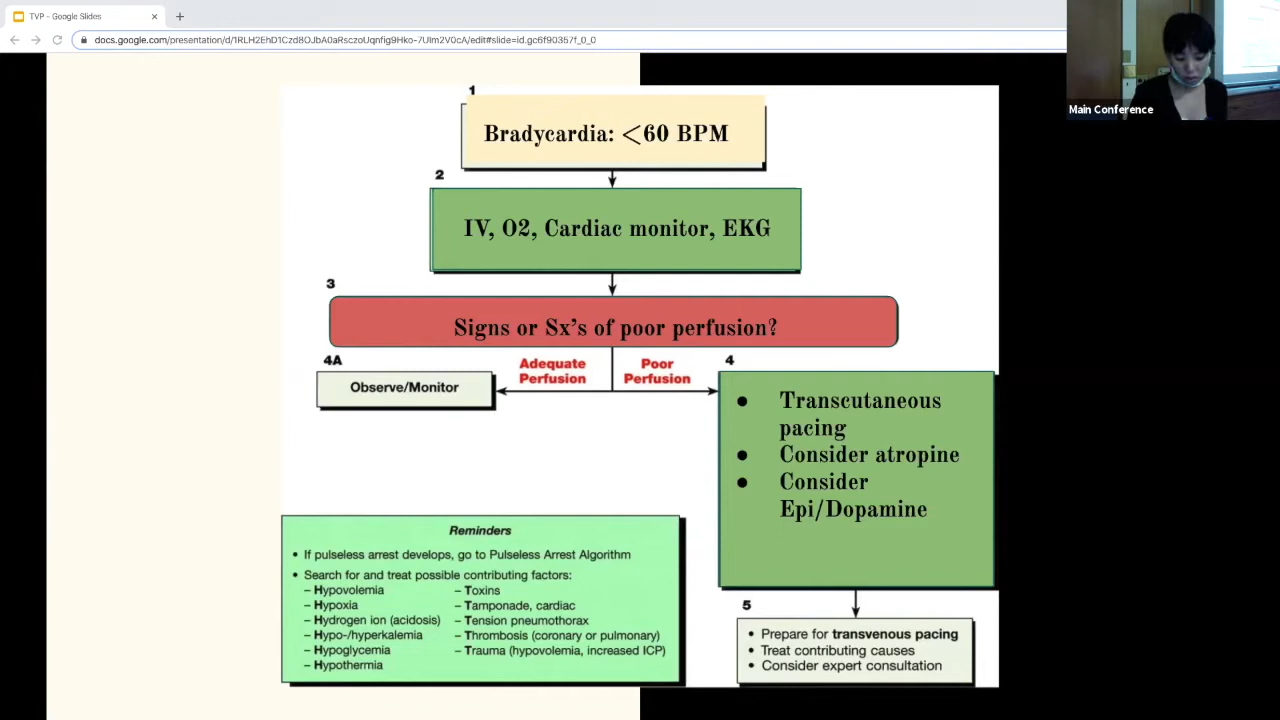 TVP - Google Slides
docs.google.com/presentation/d/1RLH2EhD1Czd8OJbA0aRsczoUqnfig9Hko-7UIm2V0cA/edit#slide=id.gc6f90357f_0_0
Main Conference
1
Bradycardia: <60 BPM
2
IV, O2, Cardiac monitor, EKG
3
Signs or Sx's of poor perfusion?
4A
Adequate
Perfusion
Poor
Perfusion
4
Observe/Monitor
● Transcutaneous
pacing
● Consider atropine
● Consider
Epi/Dopamine
Reminders
• If pulseless arrest develops, go to Pulseless Arrest Algorithm
• Search for and treat possible contributing factors:
– Hypovolemia
– Hypoxia
– Hydrogen ion (acidosis)
– Hypo-/hyperkalemia
– Hypoglycemia
– Hypothermia
– Toxins
– Tamponade, cardiac
– Tension pneumothorax
– Thrombosis (coronary or pulmonary)
– Trauma (hypovolemia, increased ICP)
5
• Prepare for transvenous pacing
• Treat contributing causes
• Consider expert consultation